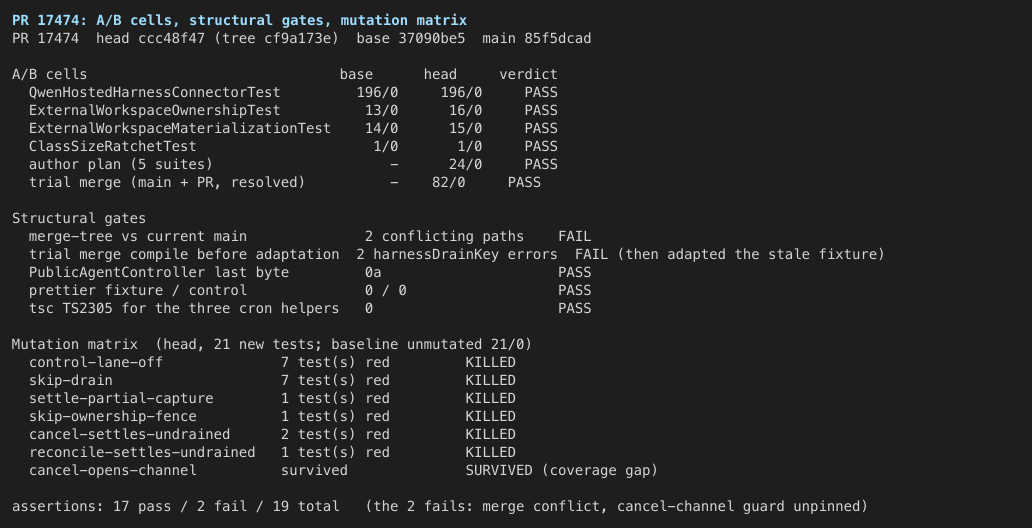 PR 17474: A/B cells, structural gates, mutation matrix
PR 17474  head ccc48f47 (tree cf9a173e)  base 37090be5  main 85f5dcad
A/B cells                              base      head     verdict
  QwenHostedHarnessConnectorTest         196/0     196/0     PASS
  ExternalWorkspaceOwnershipTest          13/0      16/0     PASS
  ExternalWorkspaceMaterializationTest    14/0      15/0     PASS
  ClassSizeRatchetTest                     1/0       1/0     PASS
  author plan (5 suites)                     –      24/0     PASS
  trial merge (main + PR, resolved)          –    82/0     PASS
Structural gates
  merge-tree vs current main              2 conflicting paths    FAIL
  trial merge compile before adaptation  2 harnessDrainKey errors  FAIL (then adapted the stale fixture)
  PublicAgentController last byte         0a                     PASS
  prettier fixture / control              0 / 0                  PASS
  tsc TS2305 for the three cron helpers   0                      PASS
Mutation matrix  (head, 21 new tests; baseline unmutated 21/0)
  control-lane-off              7 test(s) red         KILLED
  skip-drain                    7 test(s) red         KILLED
  settle-partial-capture        1 test(s) red         KILLED
  skip-ownership-fence          1 test(s) red         KILLED
  cancel-settles-undrained      2 test(s) red         KILLED
  reconcile-settles-undrained   1 test(s) red         KILLED
  cancel-opens-channel          survived              SURVIVED (coverage gap)
assertions: 17 pass / 2 fail / 19 total   (the 2 fails: merge conflict, cancel-channel guard unpinned)